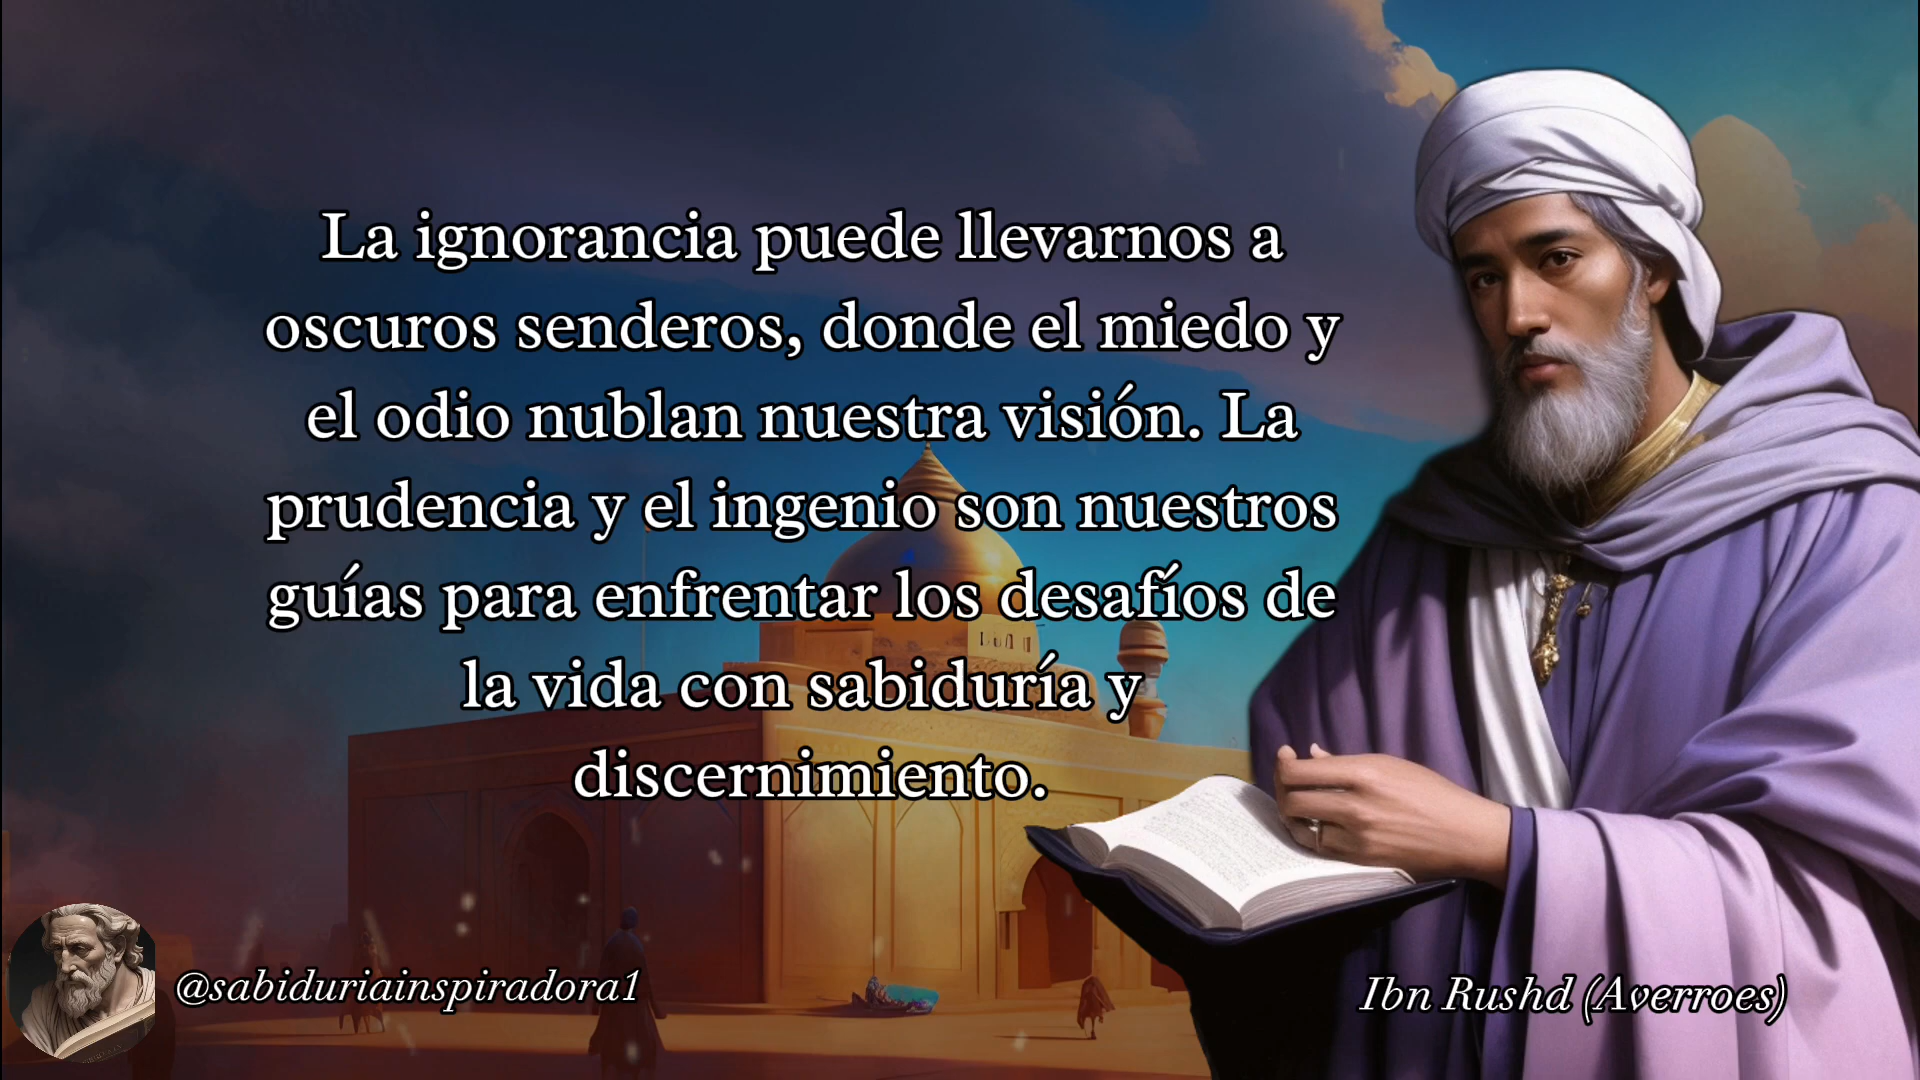 La ignorancia puede llevarnos a
oscuros senderos, donde el miedo y
el odio nublan nuestra visión. La
prudencia y el ingenio son nuestros
guías para enfrentar los desafíos de
la vida con sabiduría y
discernimiento.
@sabiduriainspiradora1
Ibn Rushd (Averroes)